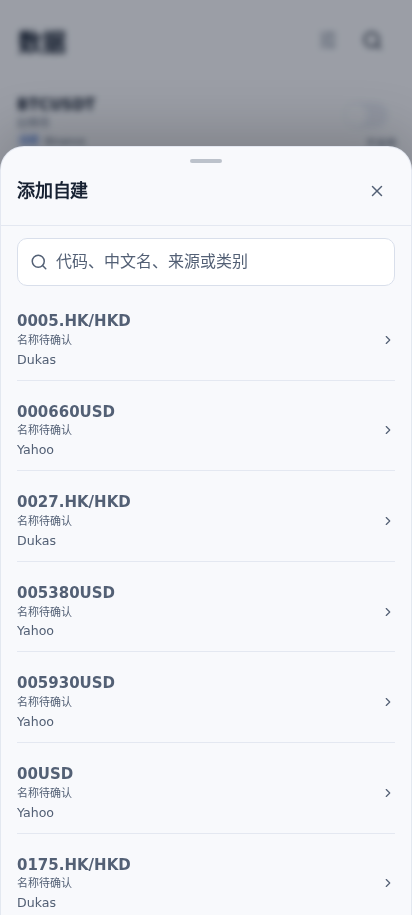 数据
BTCUSDT
添加自建
代码、中文名、来源或类别
0005.HK/HKD
名称待确认
Dukas
000660USD
名称待确认
Yahoo
0027.HK/HKD
名称待确认
Dukas
005380USD
名称待确认
Yahoo
005930USD
名称待确认
Yahoo
00USD
名称待确认
Yahoo
0175.HK/HKD
名称待确认
Dukas